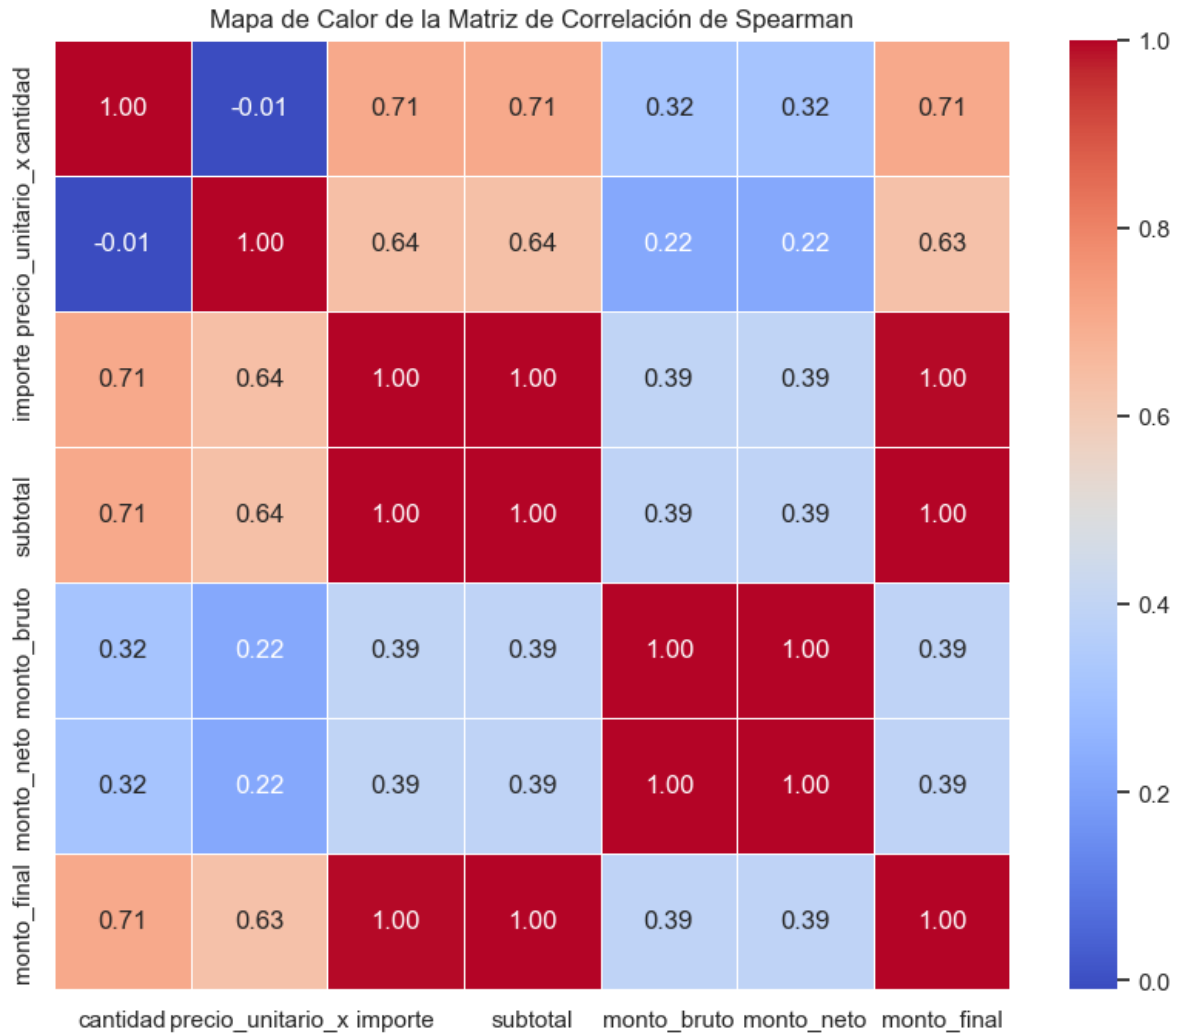 Mapa de Calor de la Matriz de Correlación de Spearman
cantidad
1.00 -0.01 0.71 0.71 0.32 0.32 0.71
precio_unitario_x
-0.01 1.00 0.64 0.64 0.22 0.22 0.63
importe
0.71 0.64 1.00 1.00 0.39 0.39 1.00
subtotal
0.71 0.64 1.00 1.00 0.39 0.39 1.00
monto_bruto
0.32 0.22 0.39 0.39 1.00 1.00 0.39
monto_neto
0.32 0.22 0.39 0.39 1.00 1.00 0.39
monto_final
0.71 0.63 1.00 1.00 0.39 0.39 1.00
cantidad precio_unitario_x importe subtotal monto_bruto monto_neto monto_final
1.0
0.8
0.6
0.4
0.2
0.0